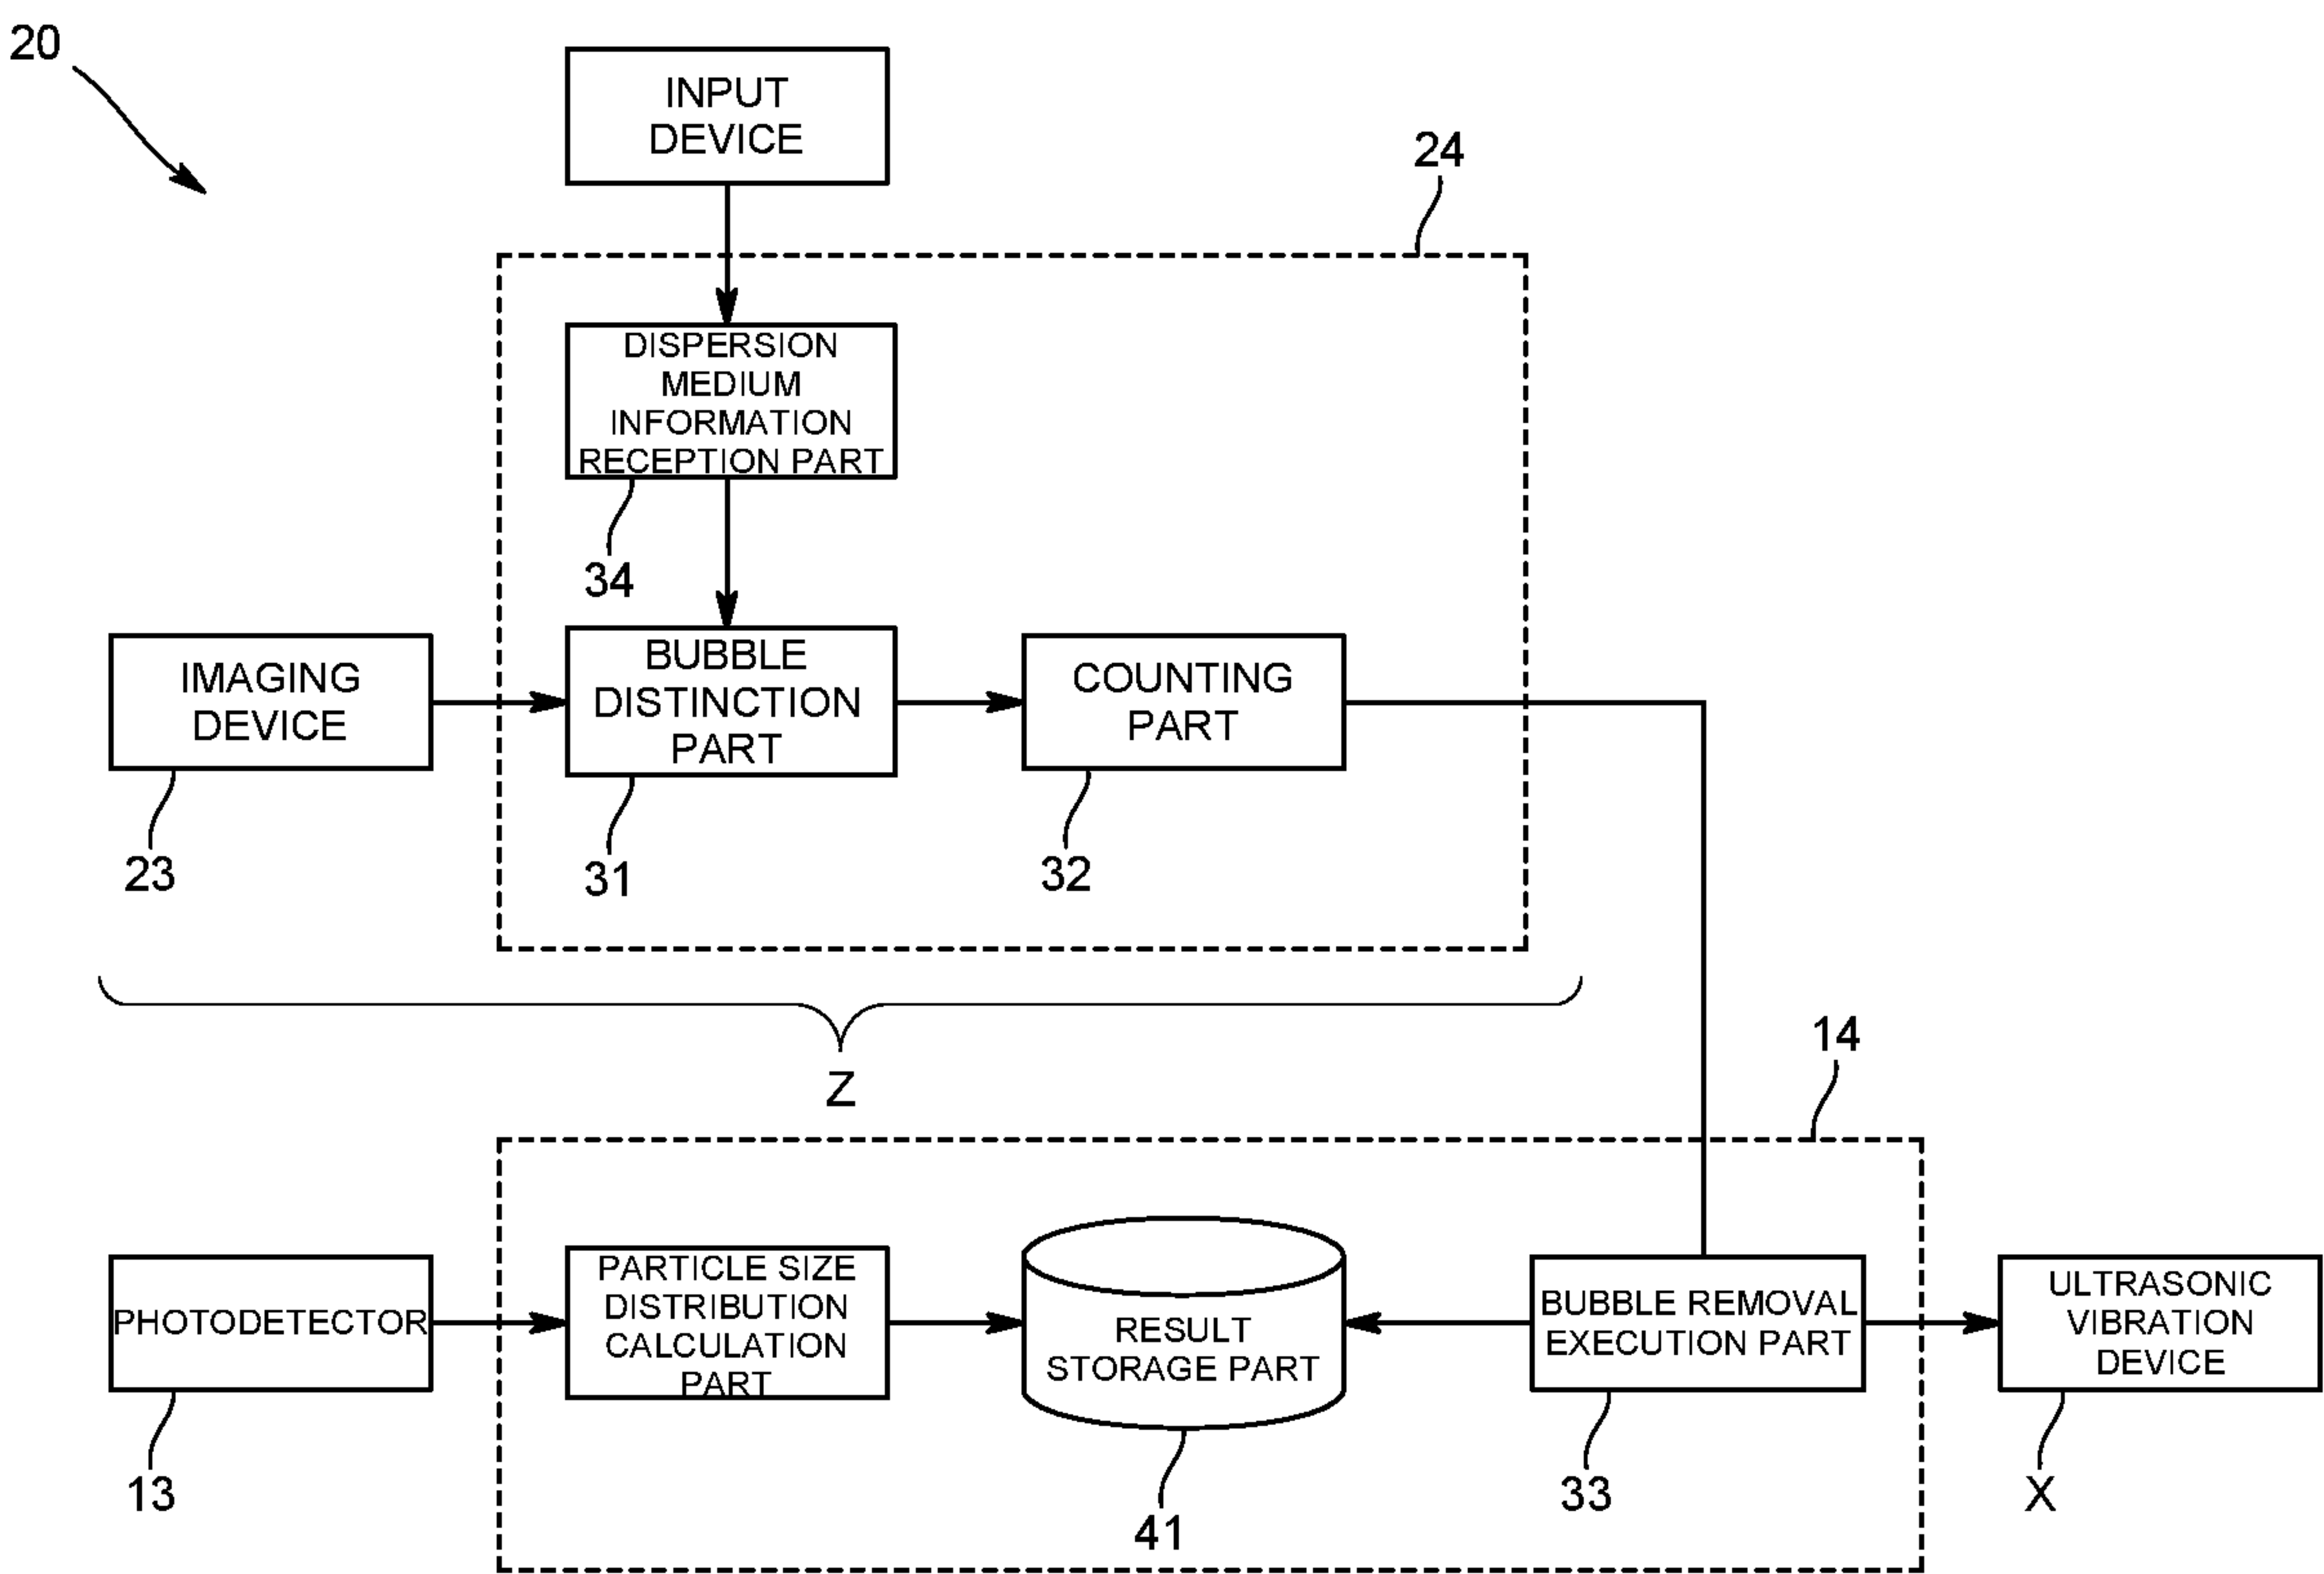 20
INPUT
DEVICE
24
DISPERSION
MEDIUM
INFORMATION
RECEPTION PART
34
IMAGING
DEVICE
BUBBLE
DISTINCTION
PART
COUNTING
PART
23
31
32
Z
14
PHOTODETECTOR
PARTICLE SIZE
DISTRIBUTION
CALCULATION
PART
RESULT
STORAGE PART
BUBBLE REMOVAL
EXECUTION PART
ULTRASONIC
VIBRATION
DEVICE
13
41
33
X